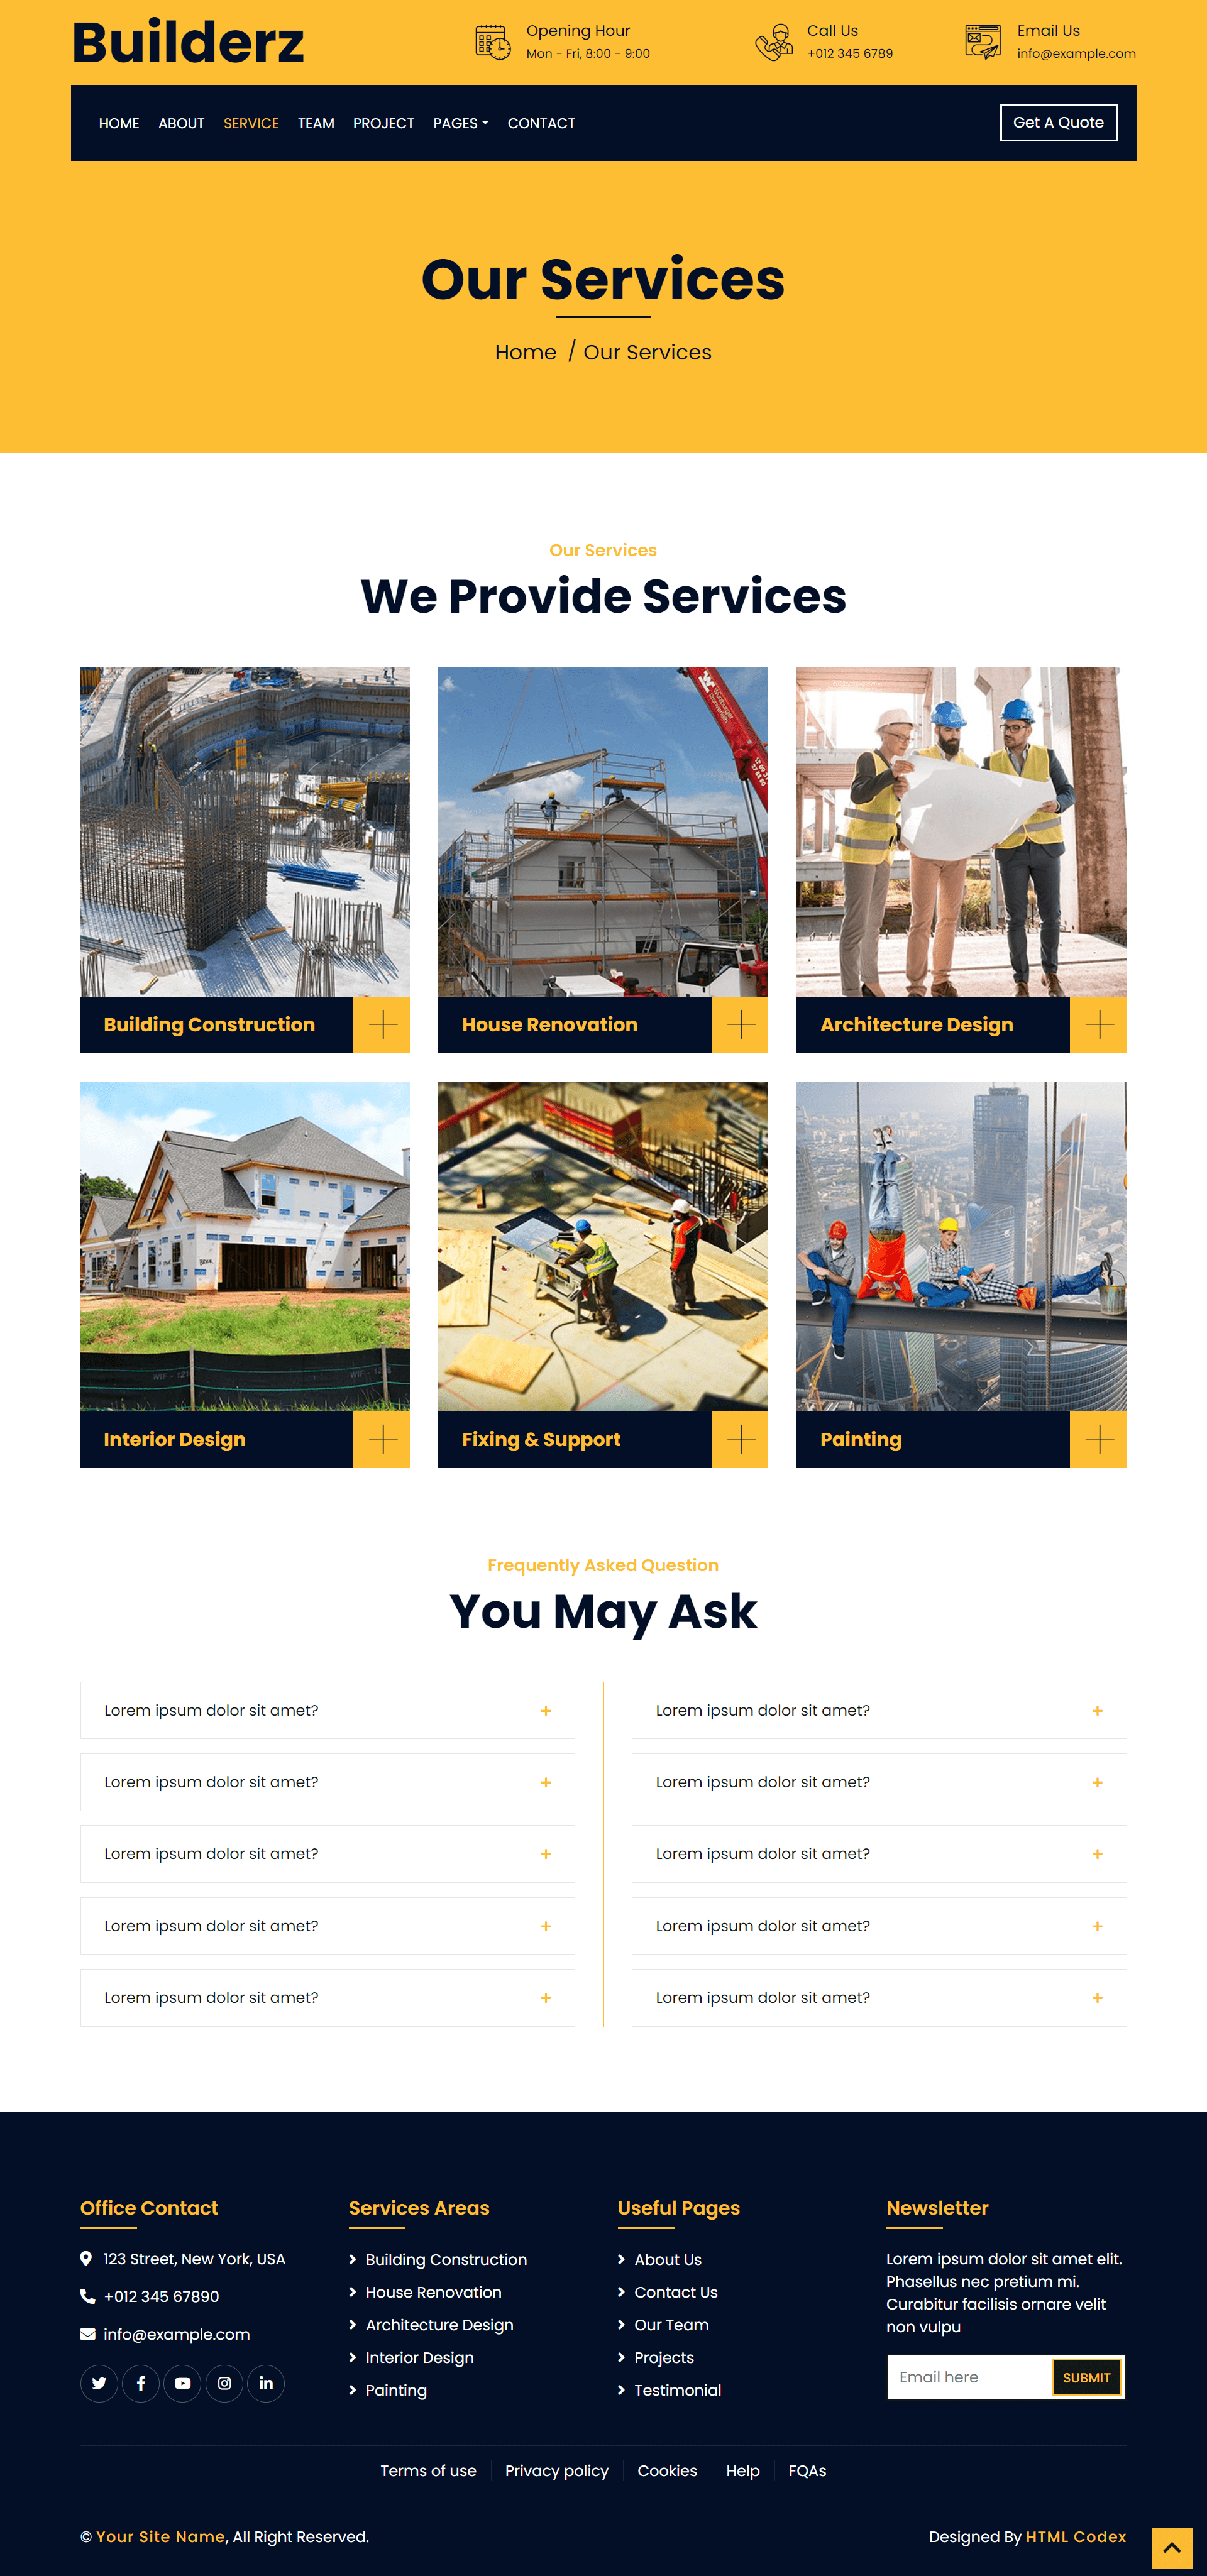 Builderz
Opening Hour
Mon - Fri, 8:00 - 9:00
Call Us
+012 345 6789
Email Us
info@example.com
HOME ABOUT SERVICE TEAM PROJECT PAGES CONTACT
Get A Quote
Our Services
Home / Our Services
Our Services
We Provide Services
Building Construction
House Renovation
Architecture Design
Interior Design
Fixing & Support
Painting
Frequently Asked Question
You May Ask
Lorem ipsum dolor sit amet? +
Lorem ipsum dolor sit amet? +
Lorem ipsum dolor sit amet? +
Lorem ipsum dolor sit amet? +
Lorem ipsum dolor sit amet? +
Lorem ipsum dolor sit amet? +
Lorem ipsum dolor sit amet? +
Lorem ipsum dolor sit amet? +
Lorem ipsum dolor sit amet? +
Lorem ipsum dolor sit amet? +
Office Contact
123 Street, New York, USA
+012 345 67890
info@example.com
Services Areas
Building Construction
House Renovation
Architecture Design
Interior Design
Painting
Useful Pages
About Us
Contact Us
Our Team
Projects
Testimonial
Newsletter
Lorem ipsum dolor sit amet elit.
Phasellus nec pretium mi.
Curabitur facilisis ornare velit
non vulpu
Email here
SUBMIT
Terms of use
Privacy policy
Cookies
Help
FQAs
© Your Site Name, All Right Reserved.
Designed By HTML Codex